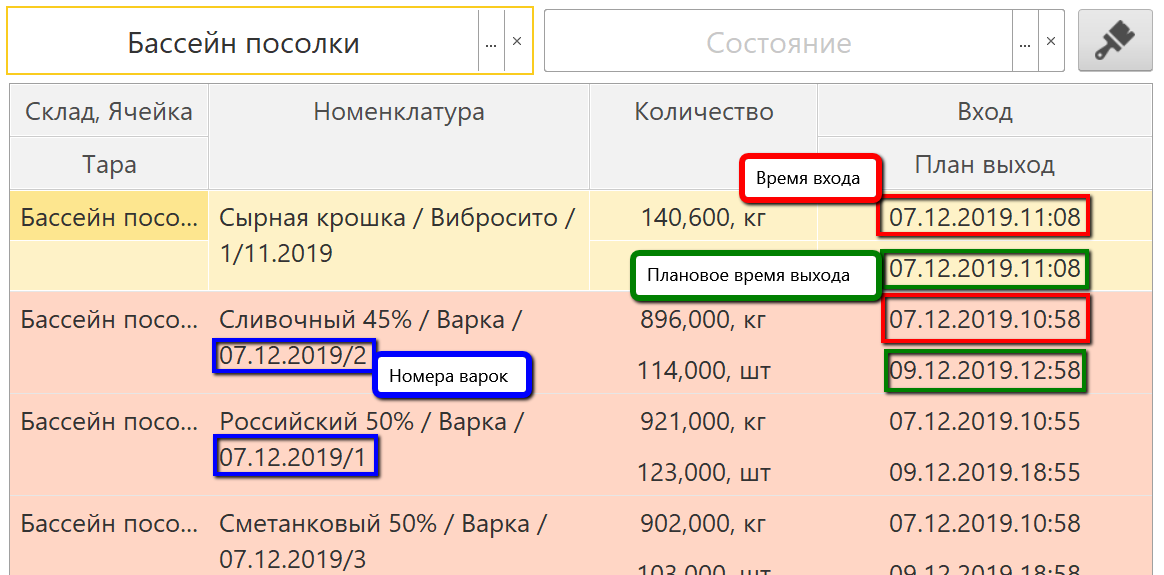 Бассейн посолки ... × Состояние ... ×
Склад, Ячейка Номенклатура Количество Вход
Тара План выход
Время входа
Бассейн посо... Сырная крошка / Вибросито / 140,600, кг 07.12.2019.11:08
1/11.2019
Плановое время выхода 07.12.2019.11:08
Бассейн посо... Сливочный 45% / Варка / 896,000, кг 07.12.2019.10:58
07.12.2019/2
Номера варок
114,000, шт 09.12.2019.12:58
Бассейн посо... Российский 50% / Варка / 921,000, кг 07.12.2019.10:55
07.12.2019/1
123,000, шт 09.12.2019.18:55
Бассейн посо... Сметанковый 50% / Варка / 902,000, кг 07.12.2019.10:58
07.12.2019/3
103,000, шт 09.12.2019.18:58